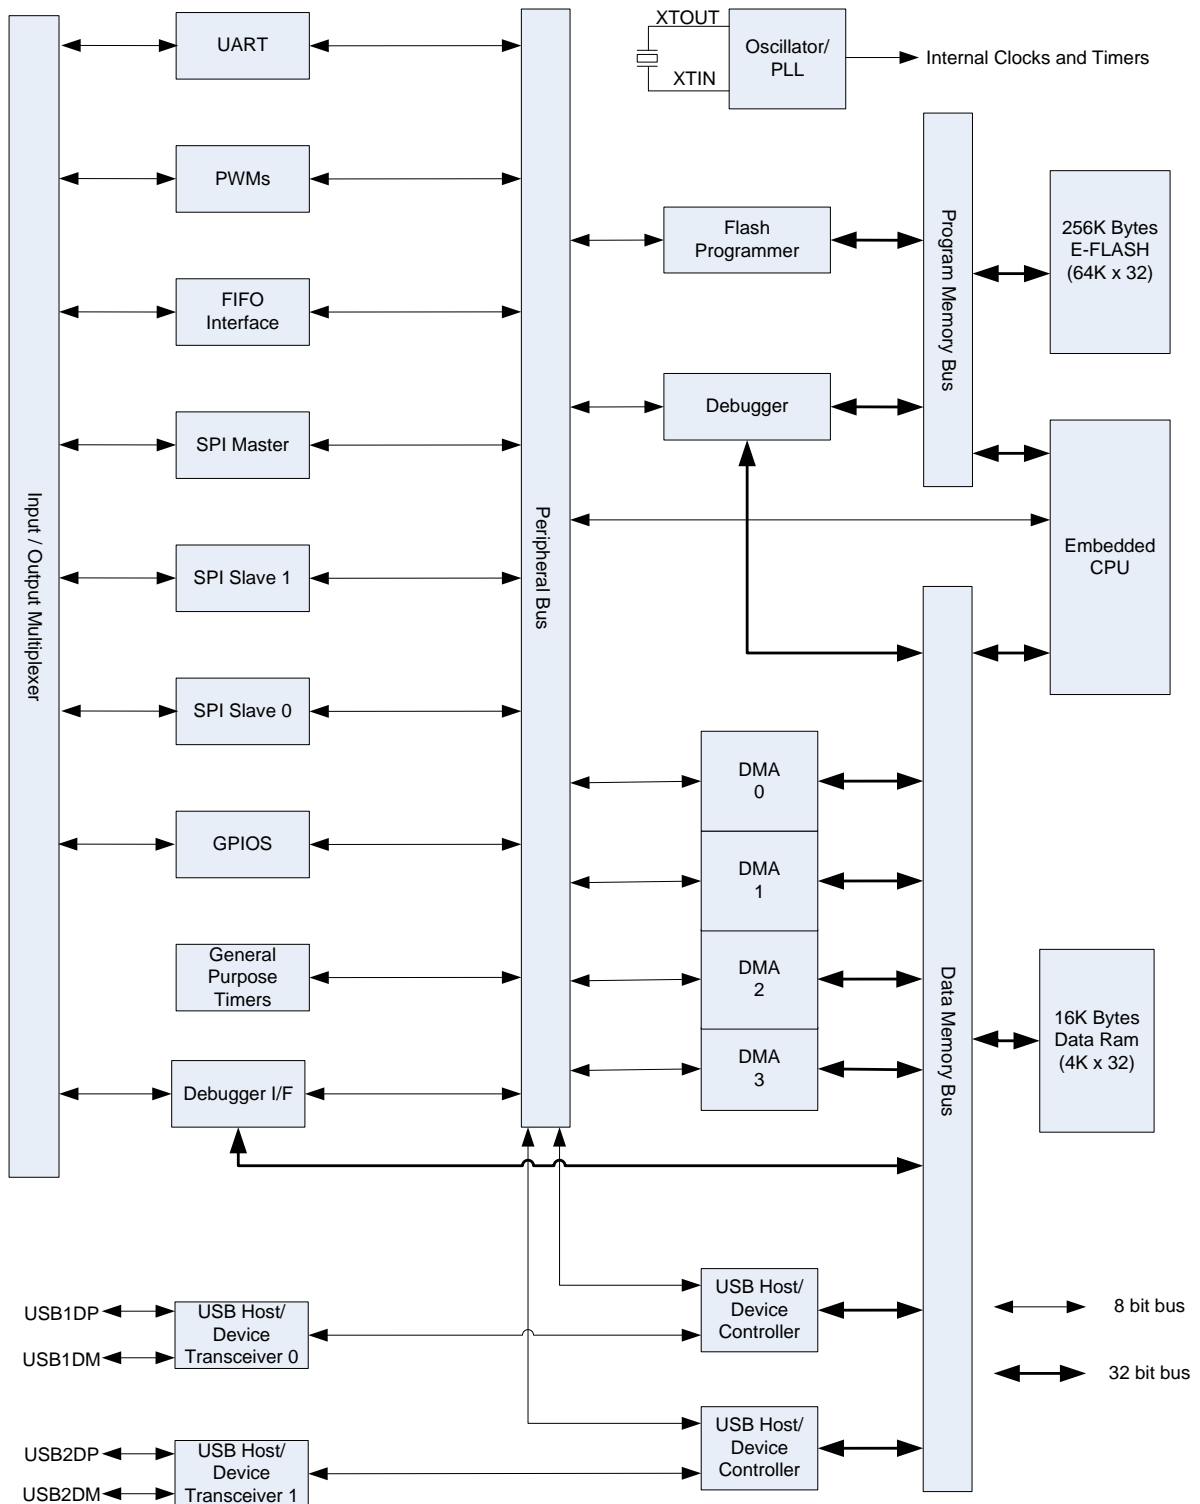 XTOUT
XTIN
Oscillator/
PLL
Internal Clocks and Timers
UART
PWMs
FIFO
Interface
SPI Master
SPI Slave 1
SPI Slave 0
GPIOS
General
Purpose
Timers
Debugger I/F
Input / Output Multiplexer
Peripheral Bus
Flash
Programmer
Debugger
Program Memory Bus
256K Bytes
E-FLASH
(64K x 32)
Embedded
CPU
DMA
0
DMA
1
DMA
2
DMA
3
Data Memory Bus
16K Bytes
Data Ram
(4K x 32)
USB1DP
USB1DM
USB Host/
Device
Transceiver 0
USB Host/
Device
Controller
8 bit bus
32 bit bus
USB2DP
USB2DM
USB Host/
Device
Transceiver 1
USB Host/
Device
Controller